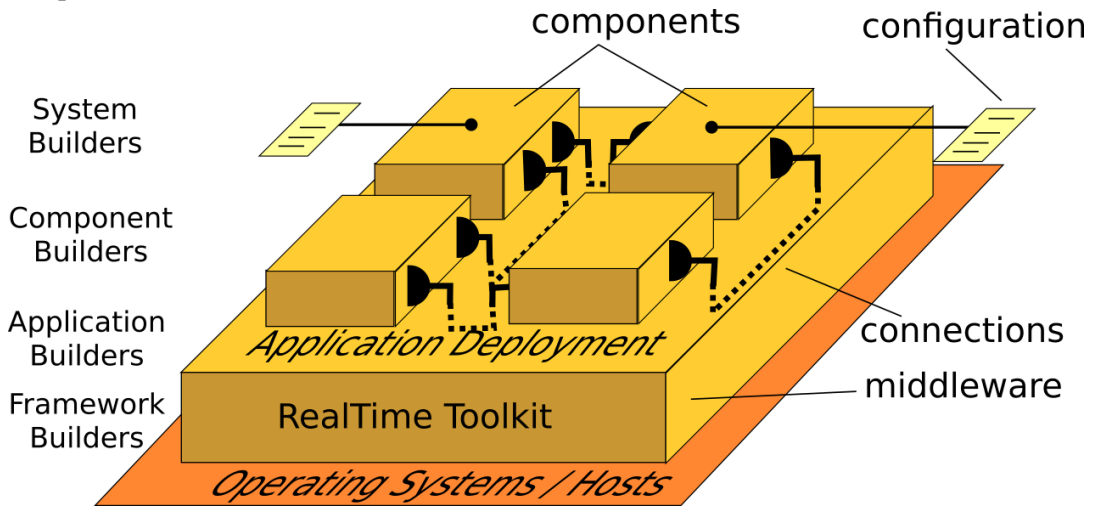 components
configuration
System
Builders
Component
Builders
Application
Builders
Framework
Builders
Application Deployment
RealTime Toolkit
Operating Systems / Hosts
connections
middleware